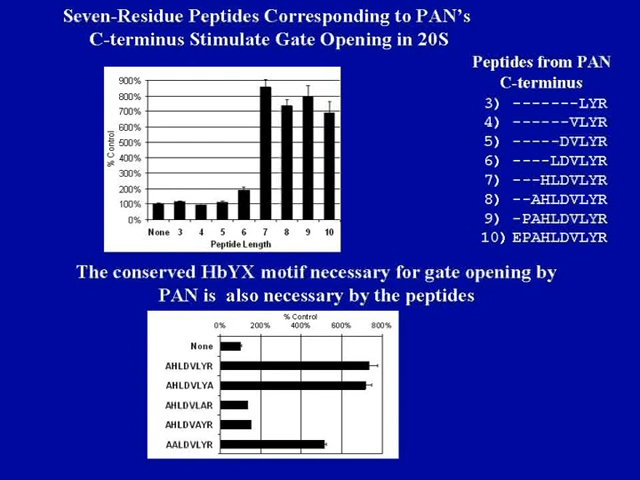 Seven-Residue Peptides Corresponding to PAN's
C-terminus Stimulate Gate Opening in 20S
Peptides from PAN
C-terminus
3) -------LYR
4) ------VLYR
5) -----DVLYR
6) ----LDVLYR
7) ---HLDVLYR
8) --AHLDVLYR
9) -PAHLDVLYR
10) EPAHLDVLYR
900%
800%
700%
600%
500%
400%
300%
200%
100%
0%
% Control
None 3 4 5 6 7 8 9 10
Peptide Length
The conserved HbYX motif necessary for gate opening by
PAN is also necessary by the peptides
% Control
0% 200% 400% 600% 800%
None
AHLDVLYR
AHLDVLYA
AHLDVLAR
AHLDVAYR
AALDVLYR